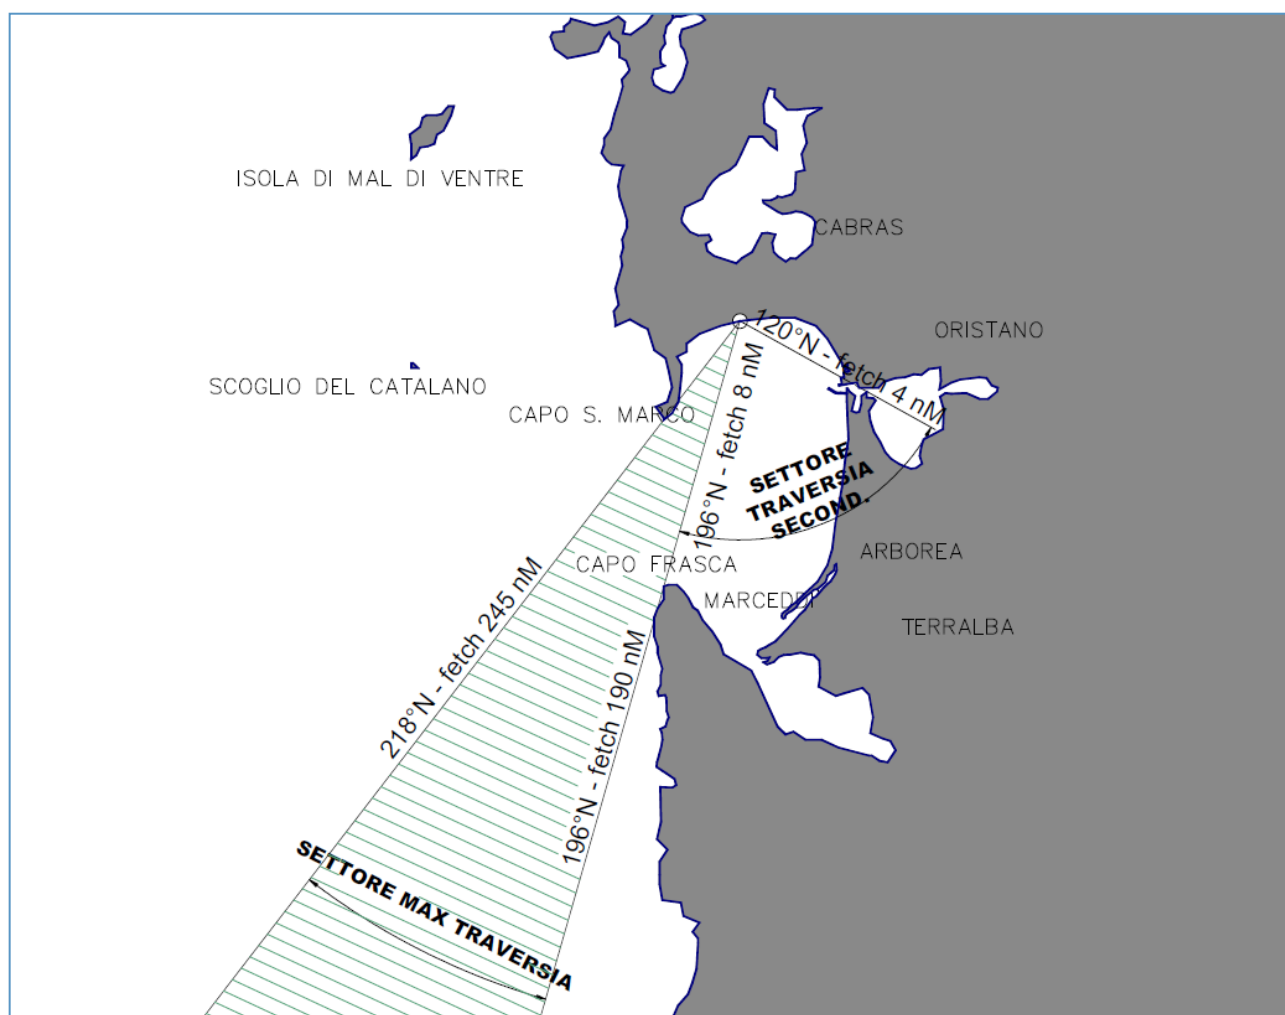 ISOLA DI MAL DI VENTRE
CABRAS
120°N - fetch 4 nM
ORISTANO
SCOGLIO DEL CATALANO
CAPO S. MARCO
196°N - fetch 8 nM
SETTORE
TRAVERSIA
SECOND.
CAPO FRASCA
ARBOREA
MARCEDDI
TERRALBA
218°N - fetch 245 nM
196°N - fetch 190 nM
SETTORE MAX TRAVERSIA